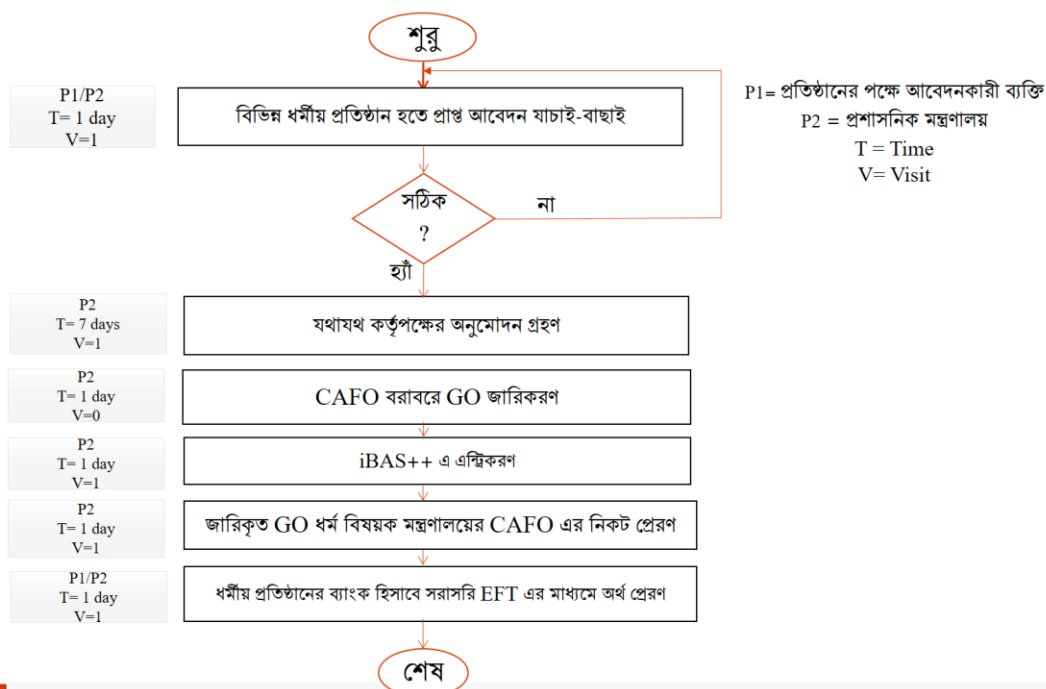 শুরু
P1/P2
T= 1 day
V=1
বিভিন্ন ধর্মীয় প্রতিষ্ঠান হতে প্রাপ্ত আবেদন যাচাই-বাছাই
P1= প্রতিষ্ঠানের পক্ষে আবেদনকারী ব্যক্তি
P2 = প্রশাসনিক মন্ত্রণালয়
T = Time
V= Visit
সঠিক
?
না
হ্যাঁ
P2
T= 7 days
V=1
যথাযথ কর্তৃপক্ষের অনুমোদন গ্রহণ
P2
T= 1 day
V=0
CAFO বরাবরে GO জারিকরণ
P2
T= 1 day
V=1
iBAS++ এ এন্ট্রিকরণ
P2
T= 1 day
V=1
জারিকৃত GO ধর্ম বিষয়ক মন্ত্রণালয়ের CAFO এর নিকট প্রেরণ
P1/P2
T= 1 day
V=1
ধর্মীয় প্রতিষ্ঠানের ব্যাংক হিসাবে সরাসরি EFT এর মাধ্যমে অর্থ প্রেরণ
শেষ